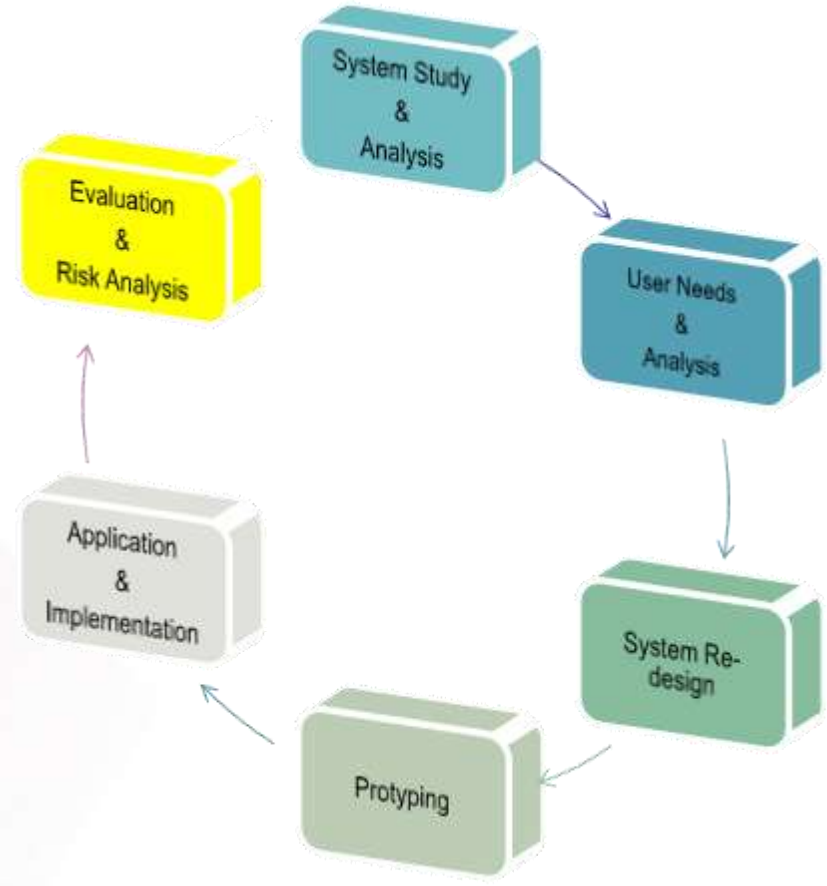 System Study
&
Analysis
User Needs
&
Analysis
System Re-
design
Protyping
Application
&
Implementation
Evaluation
&
Risk Analysis